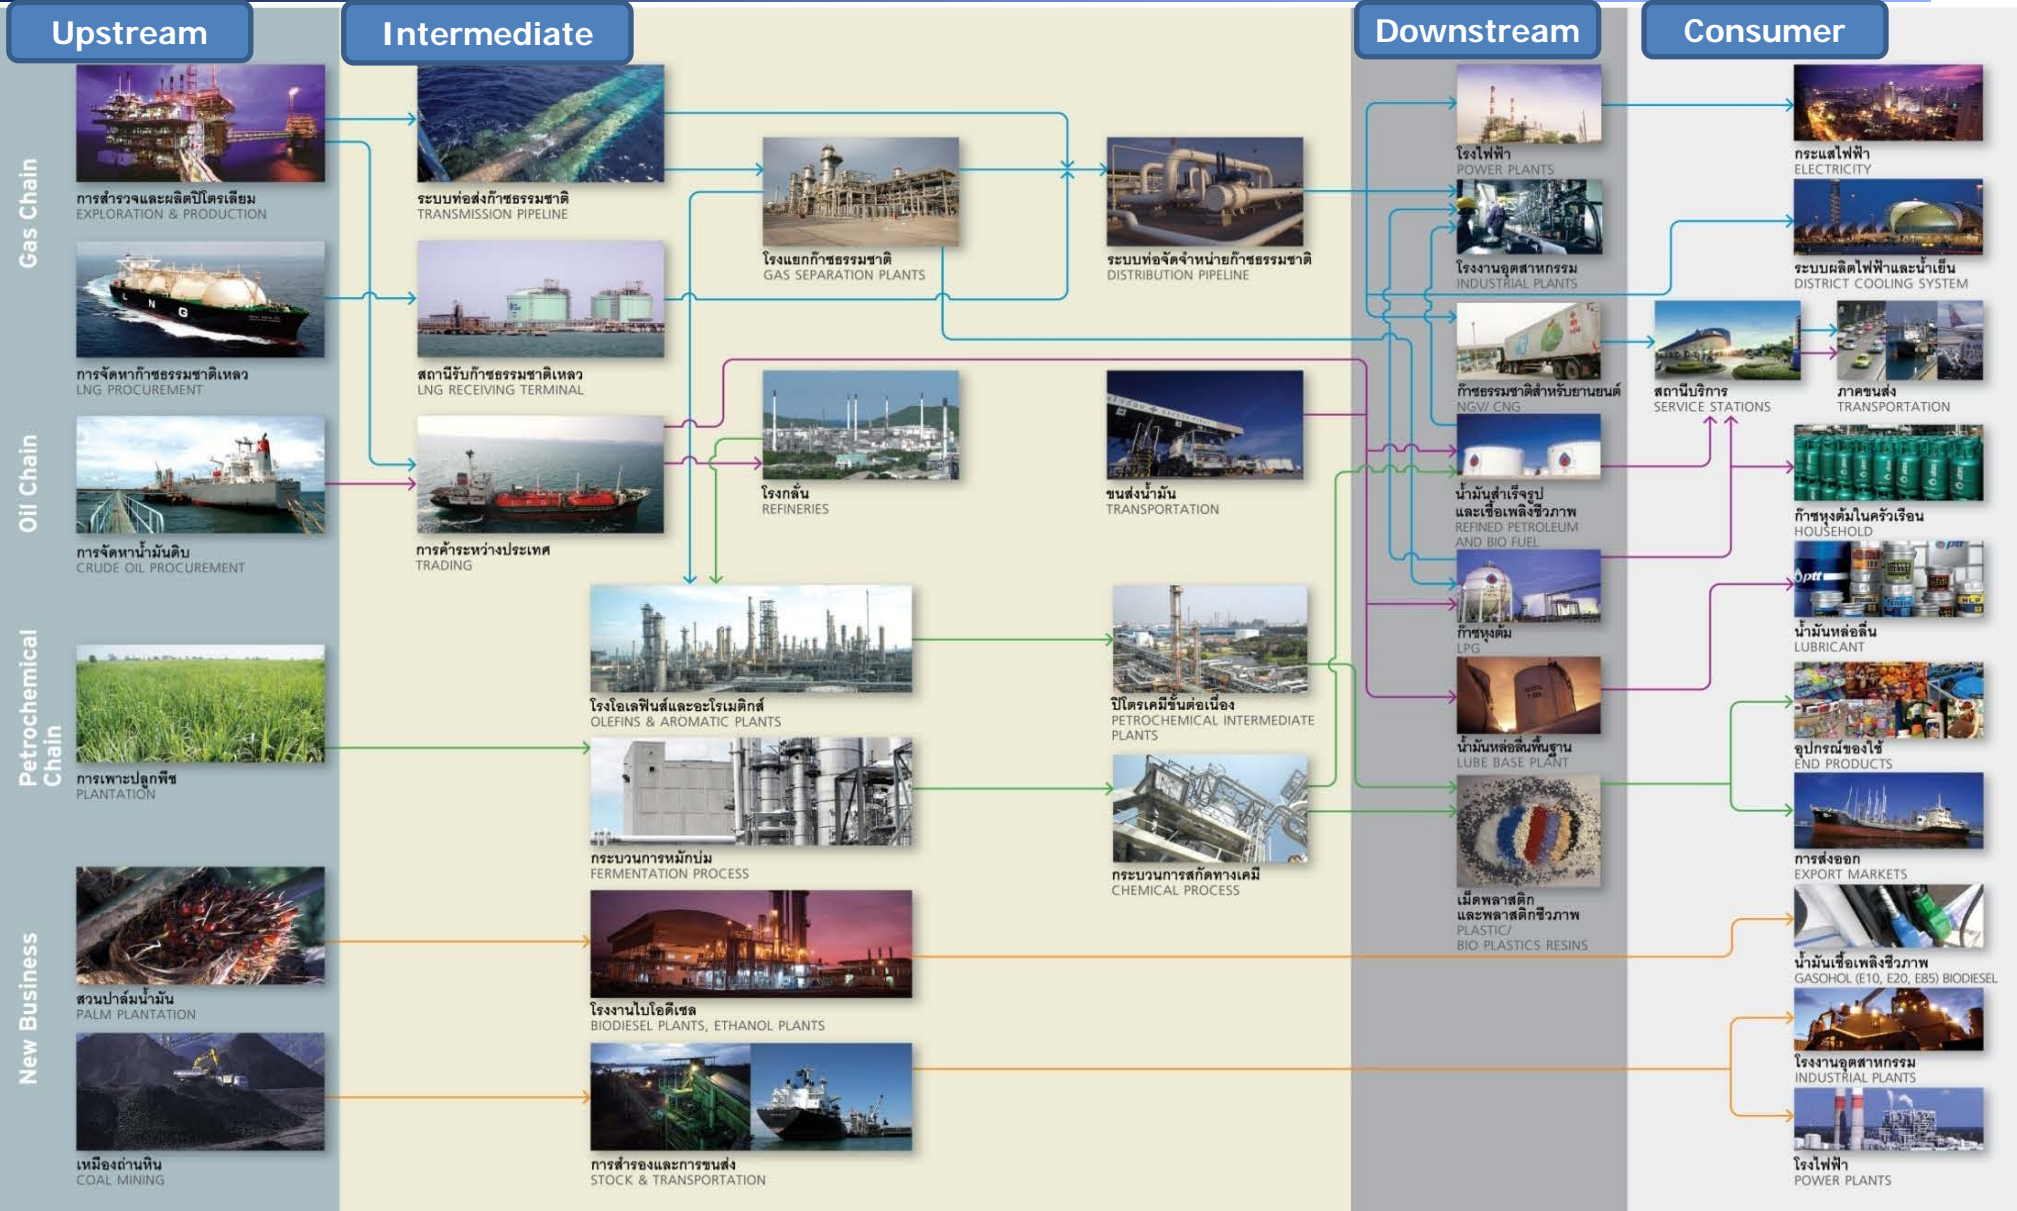 Upstream
Intermediate
Downstream
Consumer
Gas Chain
การสำรวจและผลิตปิโตรเลียม
EXPLORATION & PRODUCTION
ระบบท่อส่งก๊าซธรรมชาติ
TRANSMISSION PIPELINE
โรงแยกก๊าซธรรมชาติ
GAS SEPARATION PLANTS
ระบบท่อจัดจำหน่ายก๊าซธรรมชาติ
DISTRIBUTION PIPELINE
โรงไฟฟ้า
POWER PLANTS
กระแสไฟฟ้า
ELECTRICITY
โรงงานอุตสาหกรรม
INDUSTRIAL PLANTS
ระบบผลิตไฟฟ้าและน้ำเย็น
DISTRICT COOLING SYSTEM
L N G
การจัดหาก๊าซธรรมชาติเหลว
LNG PROCUREMENT
สถานีรับก๊าซธรรมชาติเหลว
LNG RECEIVING TERMINAL
ก๊าซธรรมชาติสำหรับยานยนต์
NGV/ CNG
สถานีบริการ
SERVICE STATIONS
ภาคขนส่ง
TRANSPORTATION
Oil Chain
การจัดหาน้ำมันดิบ
CRUDE OIL PROCUREMENT
การค้าระหว่างประเทศ
TRADING
โรงกลั่น
REFINERIES
ขนส่งน้ำมัน
TRANSPORTATION
น้ำมันสำเร็จรูป
และเชื้อเพลิงชีวภาพ
REFINED PETROLEUM
AND BIO FUEL
ก๊าซหุงต้มในครัวเรือน
HOUSEHOLD
ก๊าซหุงต้ม
LPG
ptt
ptt
น้ำมันหล่อลื่น
LUBRICANT
Petrochemical
Chain
การเพาะปลูกพืช
PLANTATION
โรงโอเลฟินส์และอะโรเมติกส์
OLEFINS & AROMATIC PLANTS
ปิโตรเคมีขั้นต่อเนื่อง
PETROCHEMICAL INTERMEDIATE
PLANTS
น้ำมันหล่อลื่นพื้นฐาน
LUBE BASE PLANT
อุปกรณ์ของใช้
END PRODUCTS
กระบวนการหมักบ่ม
FERMENTATION PROCESS
กระบวนการสกัดทางเคมี
CHEMICAL PROCESS
เม็ดพลาสติก
และพลาสติกชีวภาพ
PLASTIC/
BIO PLASTICS RESINS
การส่งออก
EXPORT MARKETS
New Business
สวนปาล์มน้ำมัน
PALM PLANTATION
โรงงานไบโอดีเซล
BIODIESEL PLANTS, ETHANOL PLANTS
น้ำมันเชื้อเพลิงชีวภาพ
GASOHOL (E10, E20, E85) BIODIESEL
เหมืองถ่านหิน
COAL MINING
การสำรองและการขนส่ง
STOCK & TRANSPORTATION
โรงงานอุตสาหกรรม
INDUSTRIAL PLANTS
โรงไฟฟ้า
POWER PLANTS